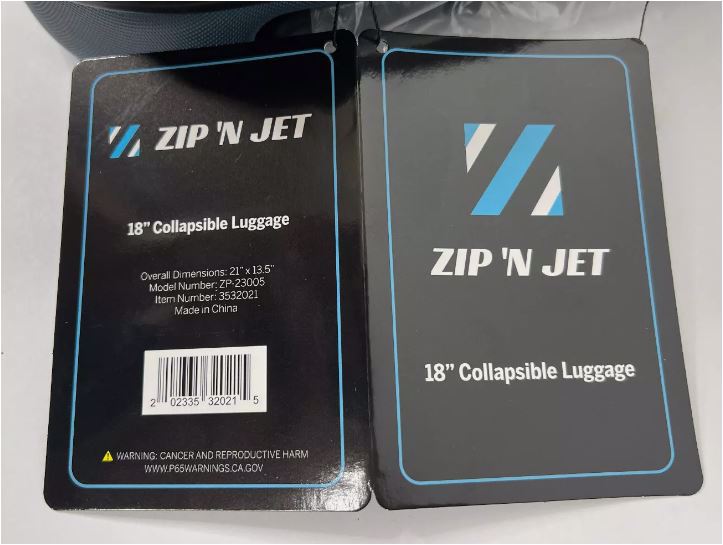 ZIP 'N JET
18" Collapsible Luggage
Overall Dimensions: 21" x 13.5"
Model Number: ZP-23005
Item Number: 3532021
Made in China
2 02335 32021 5
WARNING: CANCER AND REPRODUCTIVE HARM
WWW.P65WARNINGS.CA.GOV
ZIP 'N JET
18" Collapsible Luggage